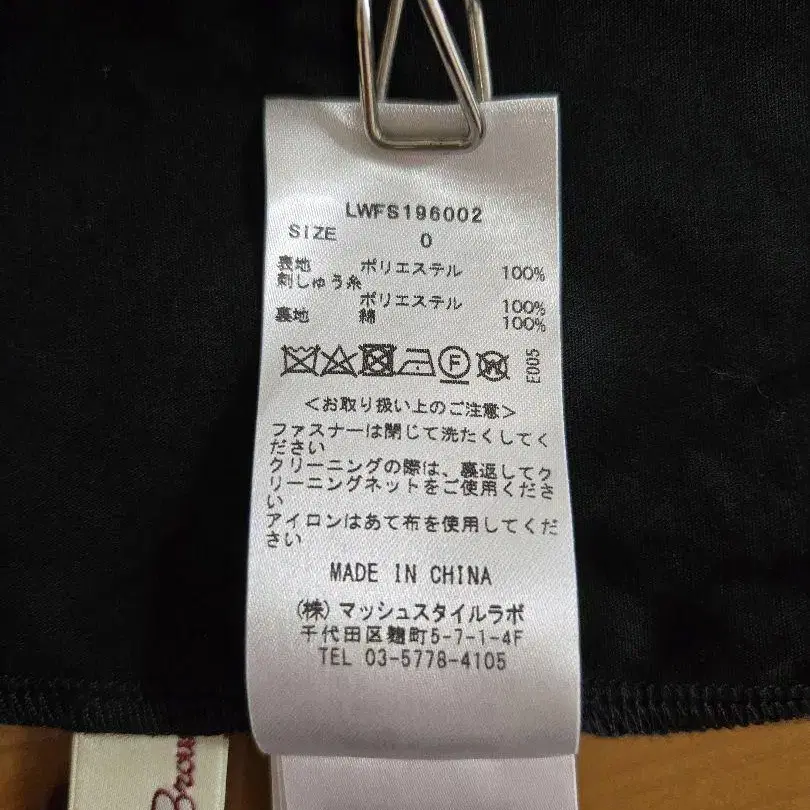 LWFS196002
SIZE 0
表地 ポリエステル 100%
刺しゅう糸
ポリエステル 100%
裏地 綿 100%
F W E005
<お取り扱い上のご注意>
ファスナーは閉じて洗たくしてく
ださい
クリーニングの際は、裏返してク
リーニングネットをご使用くださ
い
アイロンはあて布を使用してくだ
さい
MADE IN CHINA
(株)マッシュスタイルラボ
千代田区麹町5-7-1-4F
TEL 03-5778-4105